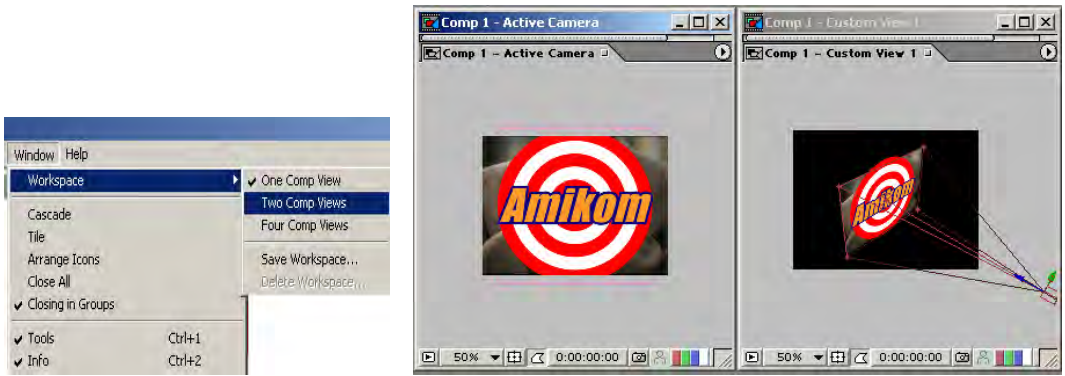 Window Help
Workspace
Cascade
Tile
Arrange Icons
Close All
Closing in Groups
Tools Ctrl+1
Info Ctrl+2
One Comp View
Two Comp Views
Four Comp Views
Save Workspace...
Delete Workspace...
Comp 1 - Active Camera
Comp 1 - Active Camera
Amikom
50% 0:00:00:00
Comp 1 - Custom View 1
Comp 1 - Custom View 1
Amikom
50% 0:00:00:00